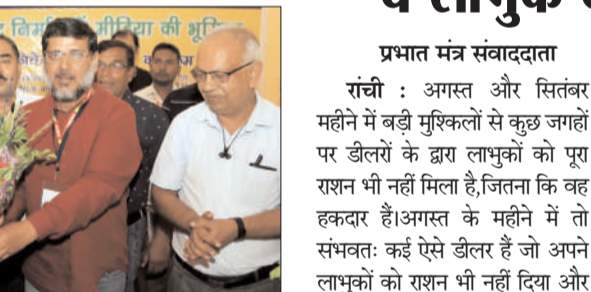 निर्मा में मीडिया की भूमि
व लाभुक
प्रभात मंत्र संवाददाता
रांची : अगस्त और सितंबर
महीने में बड़ी मुश्किलों से कुछ जगहों
पर डीलरों के द्वारा लाभुकों को पूरा
राशन भी नहीं मिला है,जितना कि वह
हकदार हैं।अगस्त के महीने में तो
संभवतः कई ऐसे डीलर हैं जो अपने
लाभुकों को राशन भी नहीं दिया और